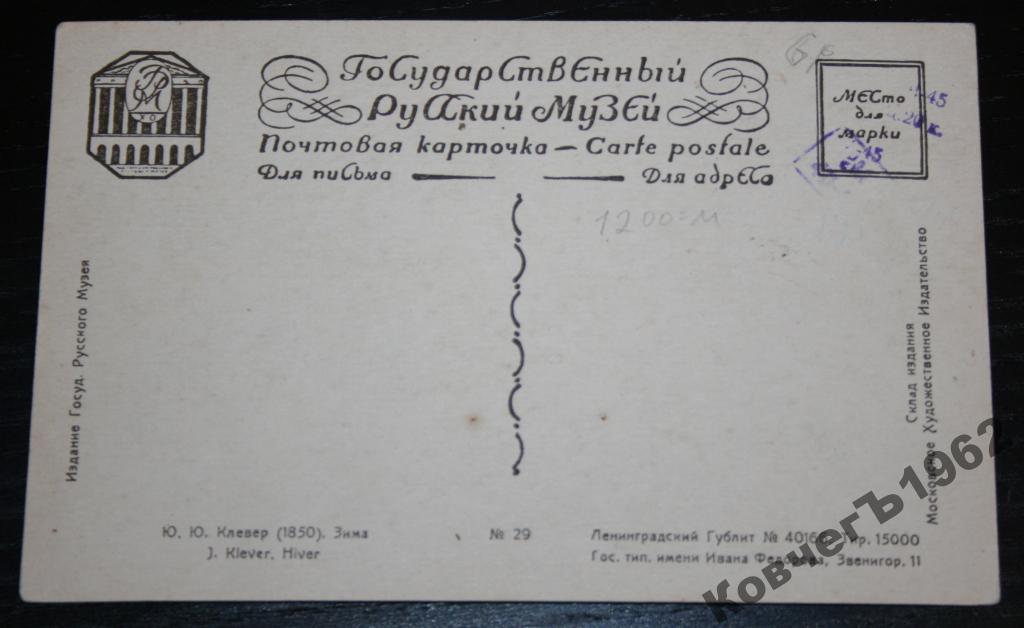 Государственный
Русский Музей
Почтовая карточка — Carte postale
Для письма
Для адреса
Место
для
марки
45
20 к.
1200=м
Издание Госуд. Русского Музея
Склад издания
Московское Художественное Издательство
Ю. Ю. Клевер (1850). Зима
J. Klever. Hiver
№ 29
Ленинградский Гублит № Тир. 15000
Гос. тип. имени Ивана Федорова, Звенигор. 11
КовчегЪ1962